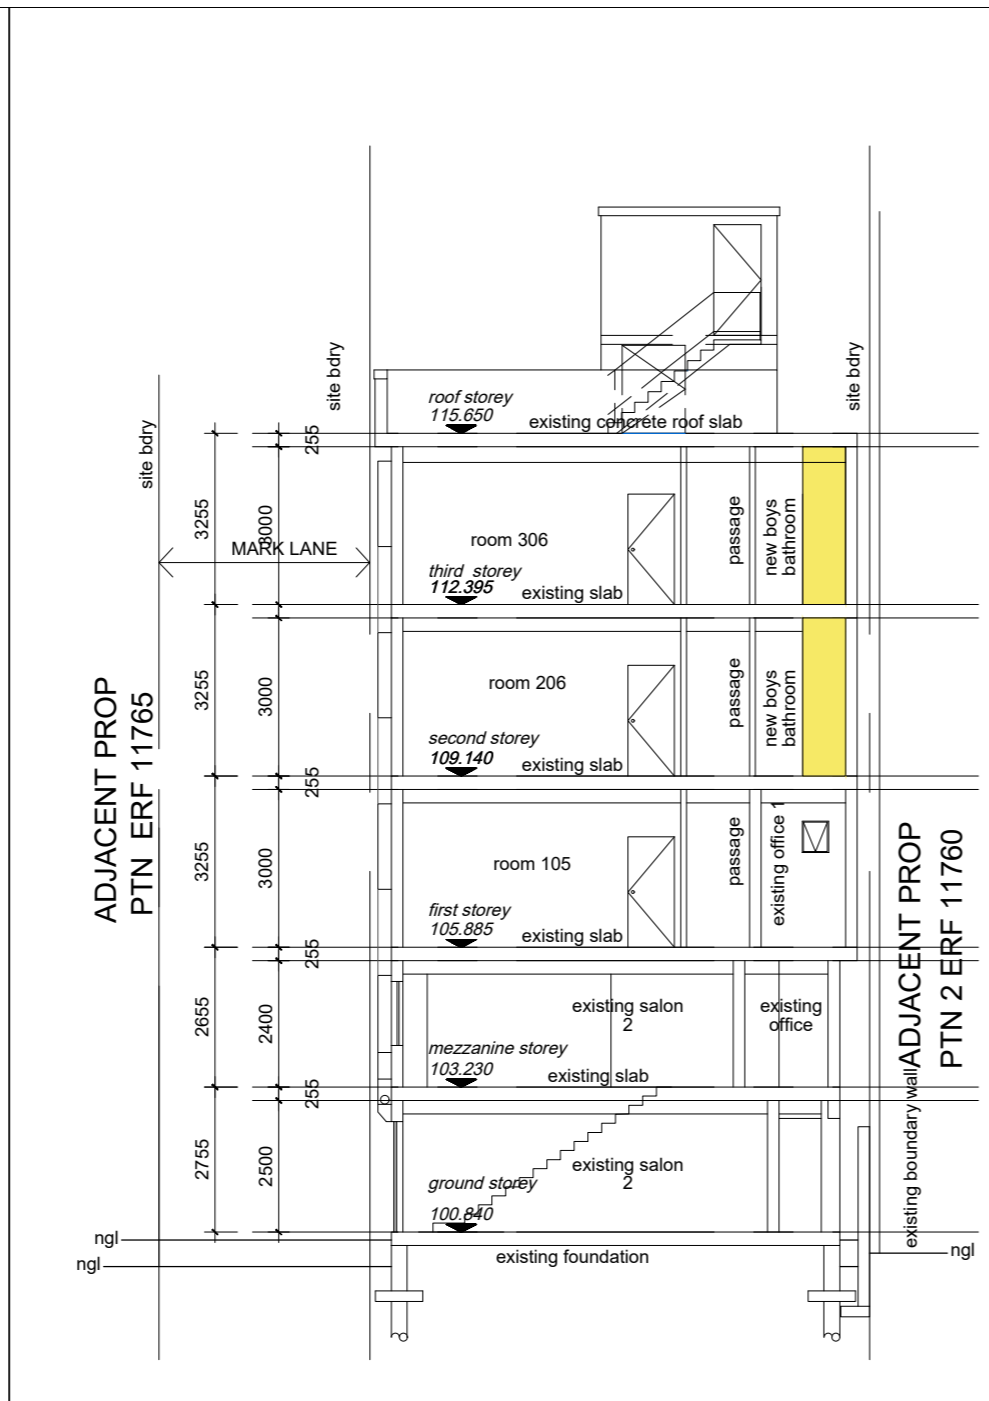 site bdry
site bdry
site bdry
roof storey
115.650
existing concrete roof slab
255
3255
3000
MARK LANE
room 306
passage
new boys
bathroom
third storey
112.395
existing slab
3255
3000
room 206
passage
new boys
bathroom
second storey
109.140
existing slab
255
ADJACENT PROP
PTN ERF 11765
3255
3000
room 105
passage
existing office 1
first storey
105.885
existing slab
255
ADJACENT PROP
PTN 2 ERF 11760
2655
2400
existing salon
2
existing
office
mezzanine storey
103.230
existing slab
255
2755
2500
existing salon
2
ground storey
100.840
existing boundary wall
ngl
ngl
existing foundation
ngl